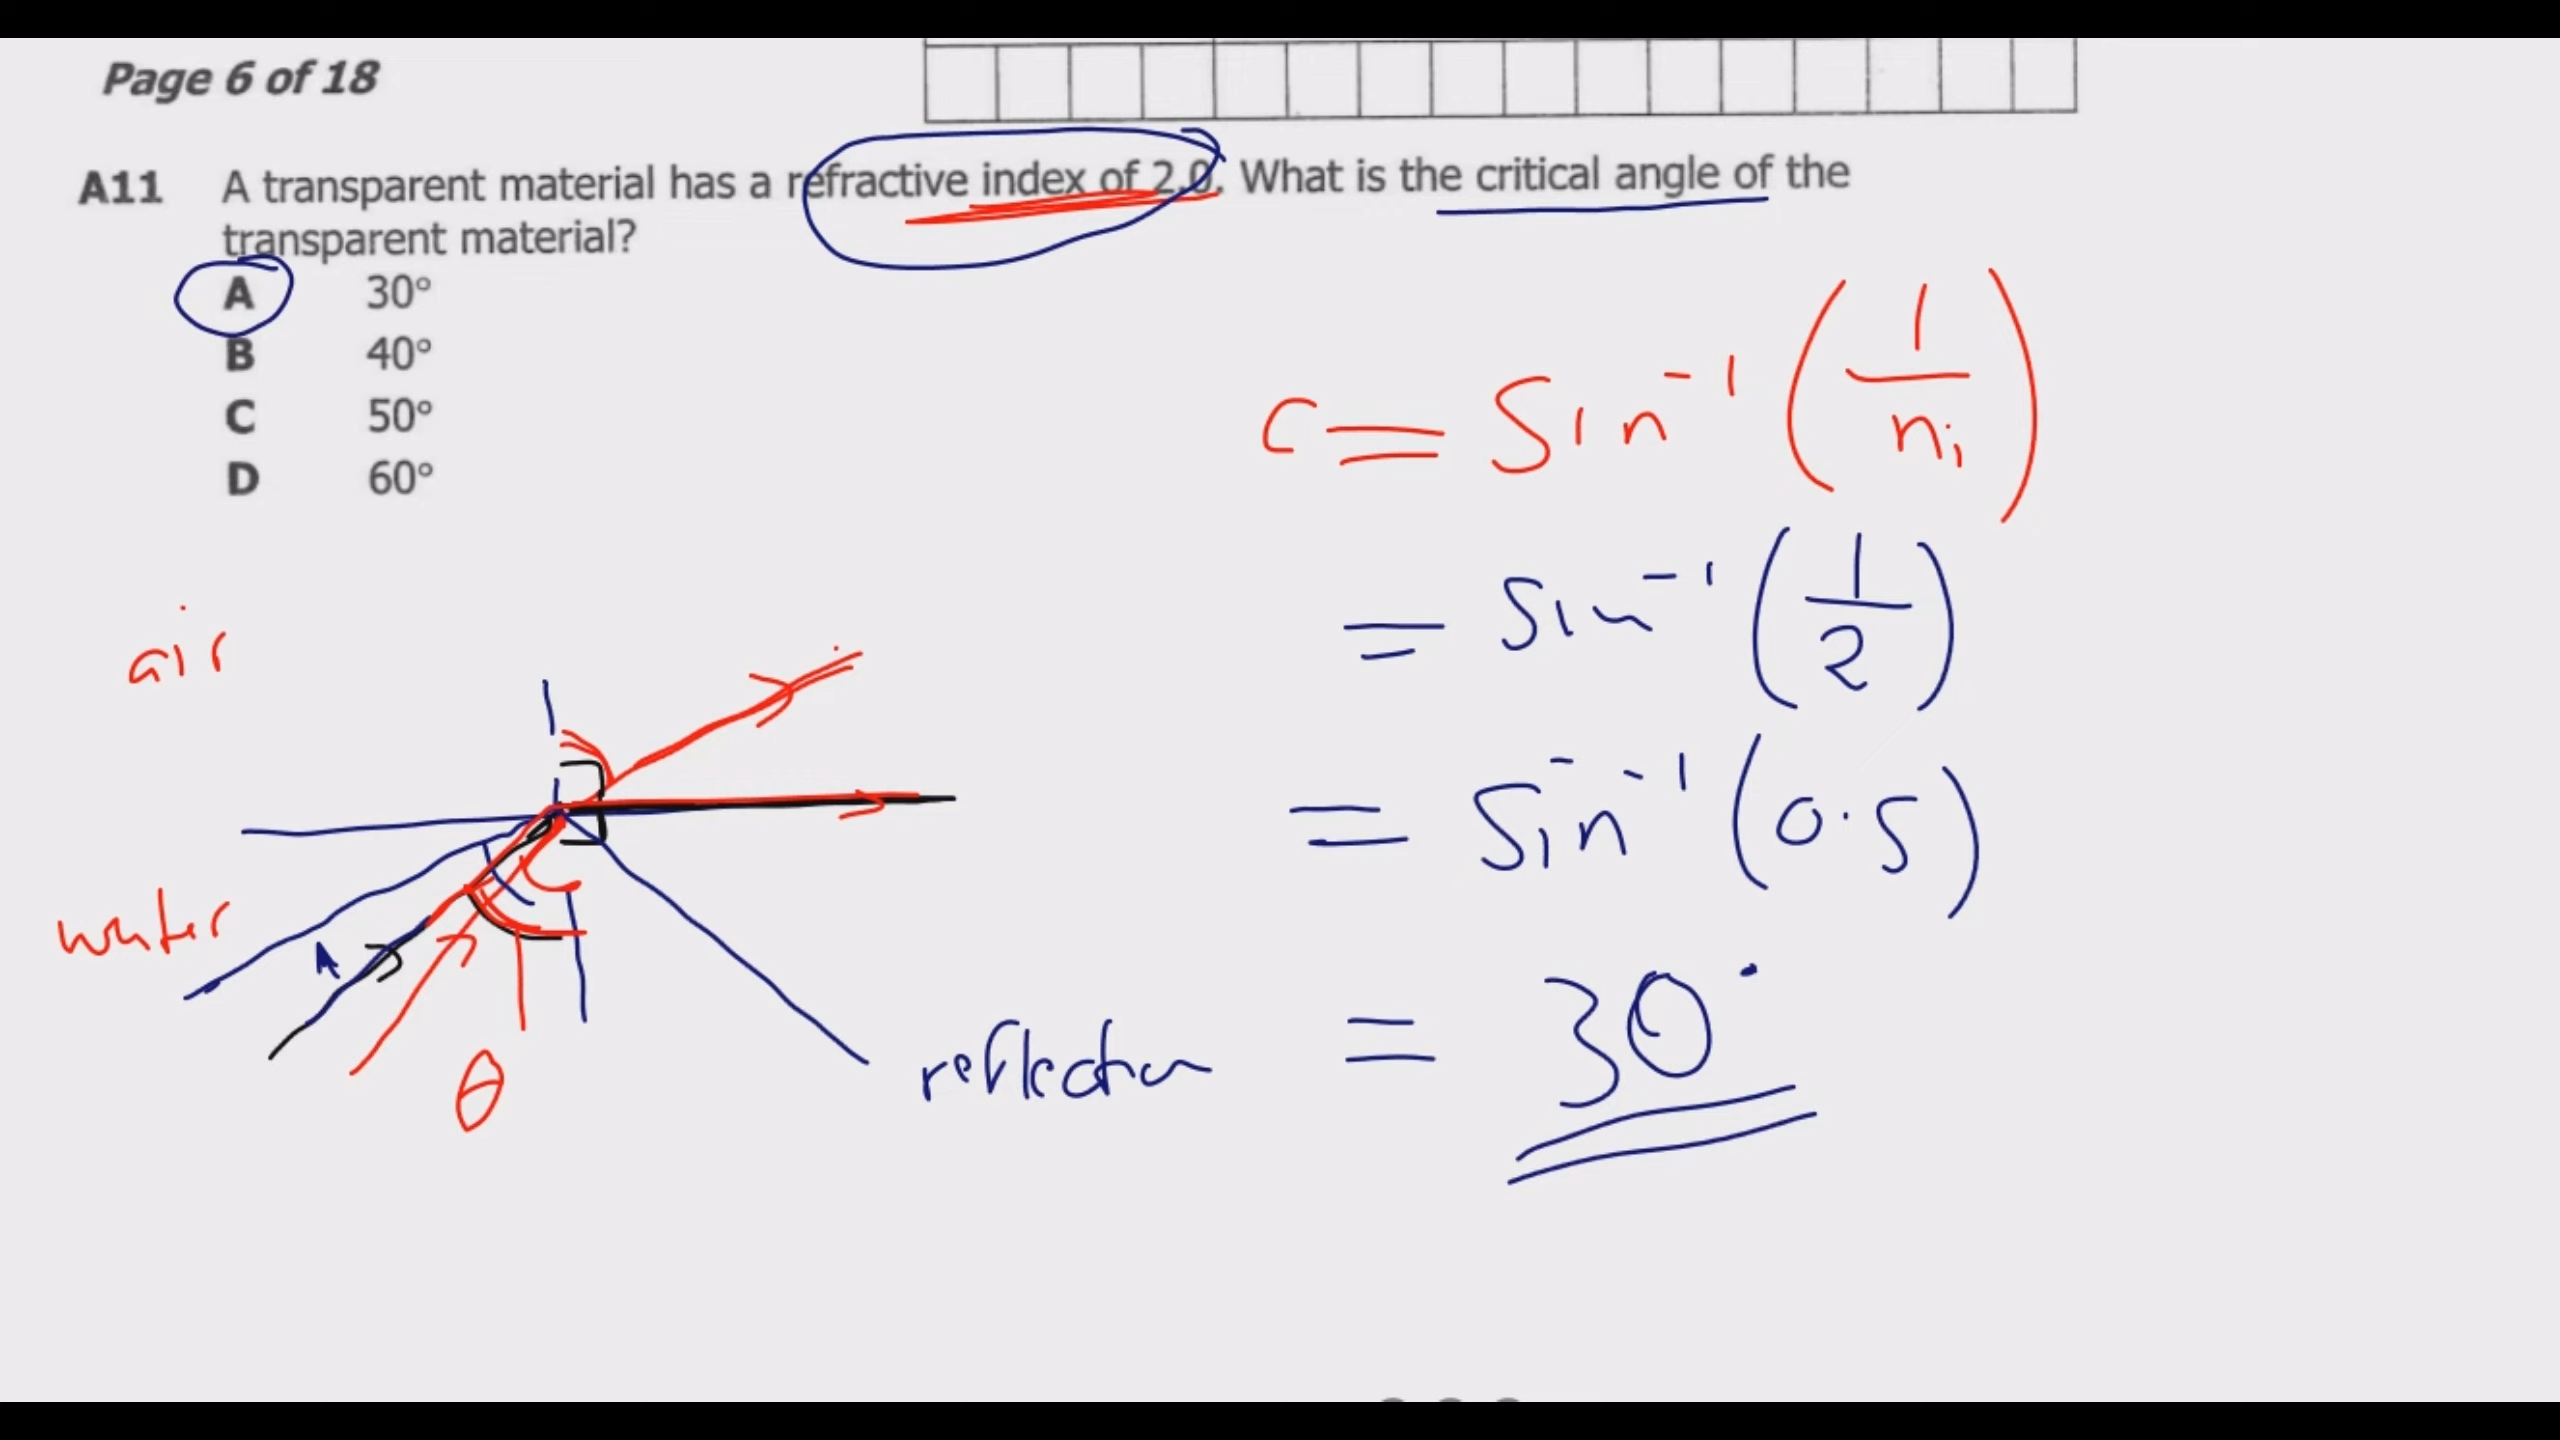 Page 6 of 18
A11 A transparent material has a refractive index of 2.0. What is the critical angle of the
transparent material?
A 30°
B 40°
C 50°
D 60°
c = Sin⁻¹ (1/nᵢ)
= Sin⁻¹ (1/2)
= Sin⁻¹ (0.5)
= 30°
air
water
θ
reflection